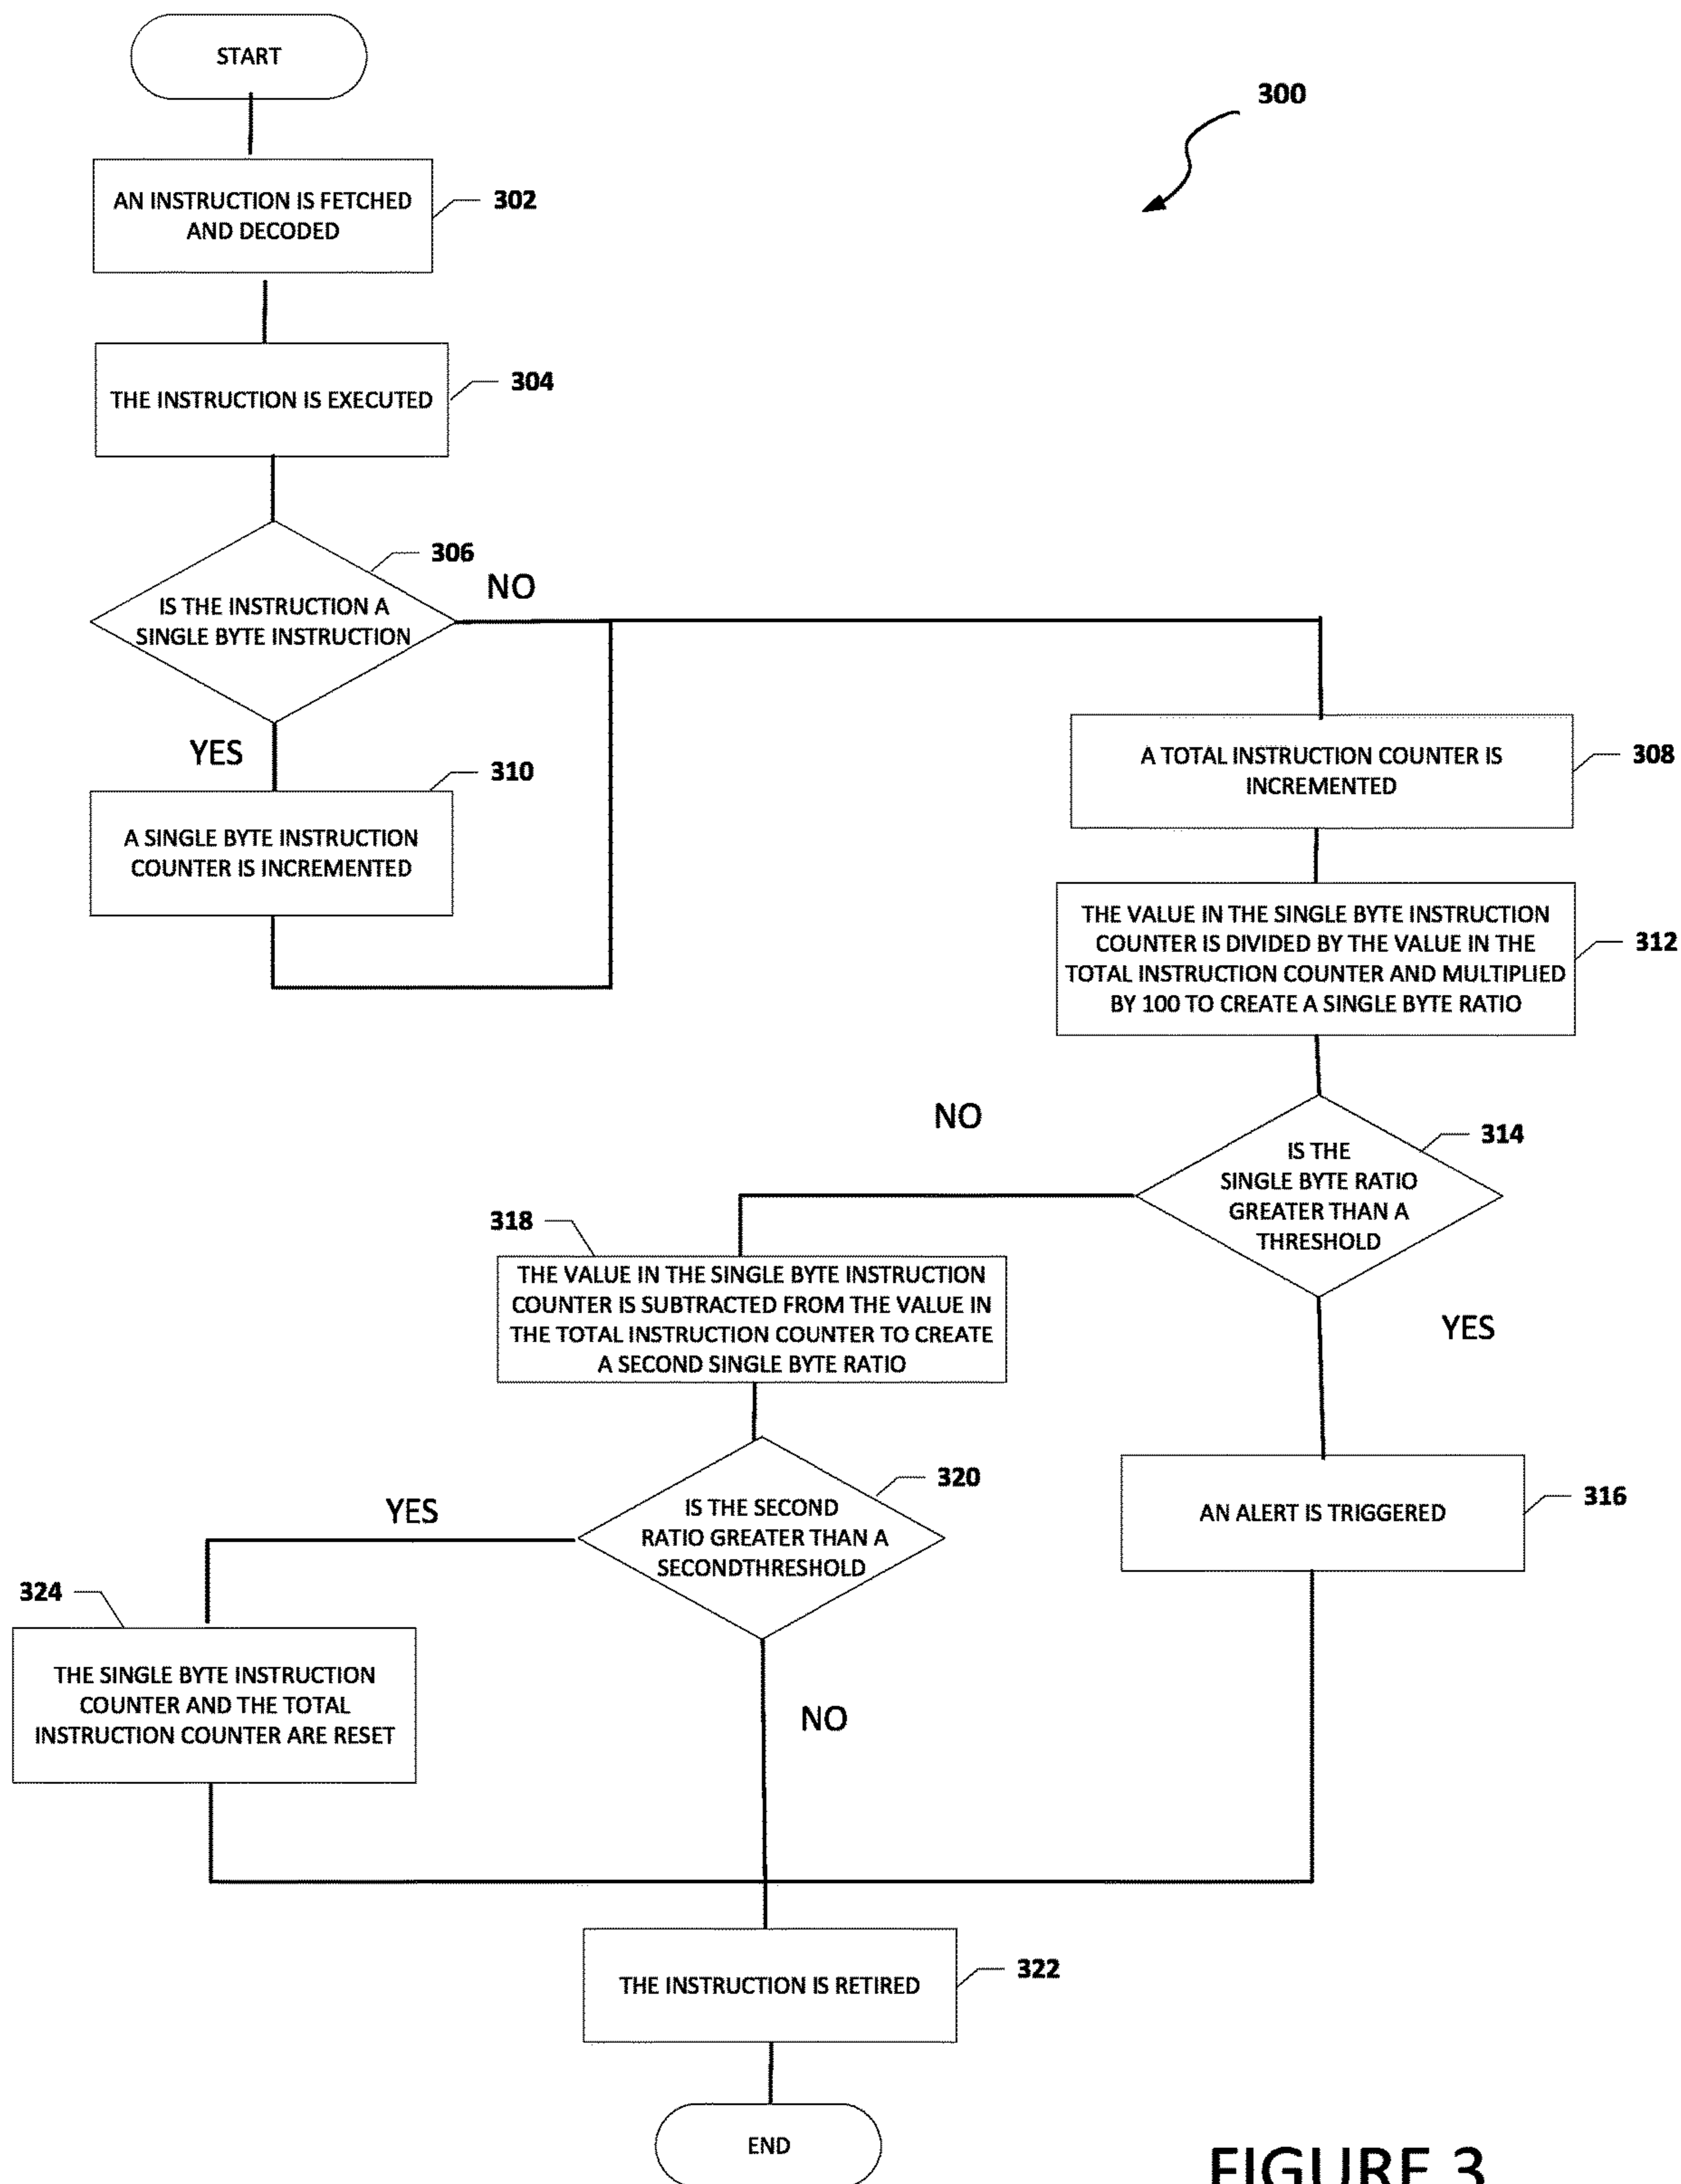 START
300
AN INSTRUCTION IS FETCHED
AND DECODED
302
THE INSTRUCTION IS EXECUTED
304
306
NO
IS THE INSTRUCTION A
SINGLE BYTE INSTRUCTION
YES
310
A SINGLE BYTE INSTRUCTION
COUNTER IS INCREMENTED
A TOTAL INSTRUCTION COUNTER IS
INCREMENTED
308
THE VALUE IN THE SINGLE BYTE INSTRUCTION
COUNTER IS DIVIDED BY THE VALUE IN THE
TOTAL INSTRUCTION COUNTER AND MULTIPLIED
BY 100 TO CREATE A SINGLE BYTE RATIO
312
NO
314
IS THE
SINGLE BYTE RATIO
GREATER THAN A
THRESHOLD
YES
318
THE VALUE IN THE SINGLE BYTE INSTRUCTION
COUNTER IS SUBTRACTED FROM THE VALUE IN
THE TOTAL INSTRUCTION COUNTER TO CREATE
A SECOND SINGLE BYTE RATIO
320
YES
IS THE SECOND
RATIO GREATER THAN A
SECONDTHRESHOLD
AN ALERT IS TRIGGERED
316
324
THE SINGLE BYTE INSTRUCTION
COUNTER AND THE TOTAL
INSTRUCTION COUNTER ARE RESET
NO
THE INSTRUCTION IS RETIRED
322
END
FIGURE 3